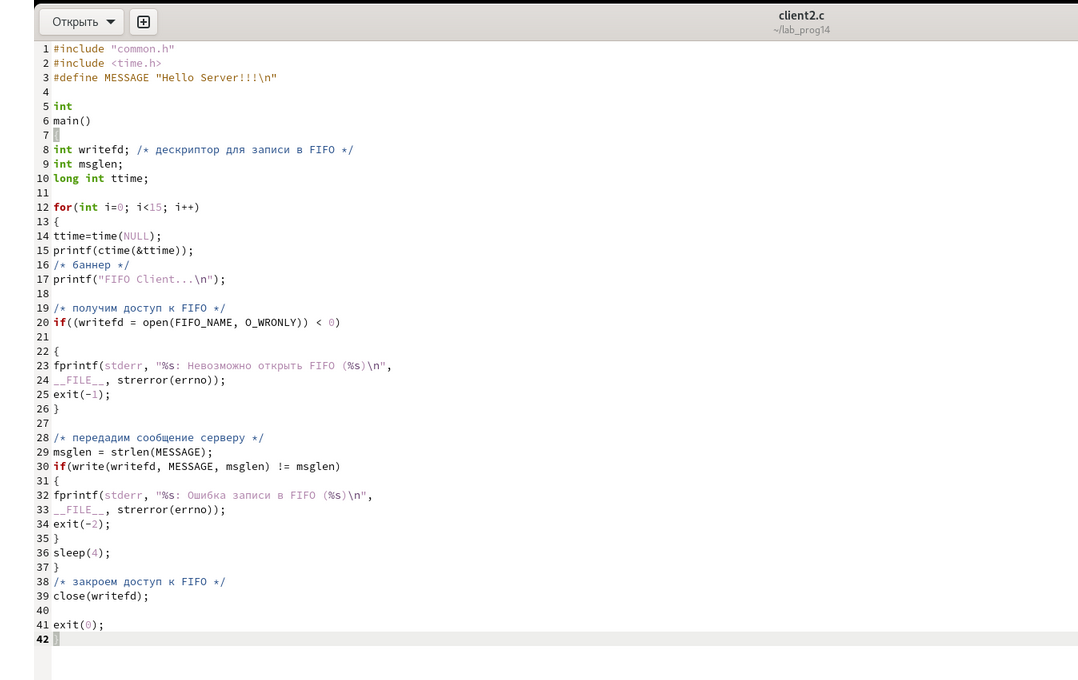 Открыть
client2.c
~/lab_prog14
1 #include "common.h"
2 #include <time.h>
3 #define MESSAGE "Hello Server!!!\n"
4
5 int
6 main()
7 {
8 int writefd; /* дескриптор для записи в FIFO */
9 int msglen;
10 long int ttime;
11
12 for(int i=0; i<15; i++)
13 {
14 ttime=time(NULL);
15 printf(ctime(&ttime));
16 /* баннер */
17 printf("FIFO Client...\n");
18
19 /* получим доступ к FIFO */
20 if((writefd = open(FIFO_NAME, O_WRONLY)) < 0)
21
22 {
23 fprintf(stderr, "%s: Невозможно открыть FIFO (%s)\n",
24 __FILE__, strerror(errno));
25 exit(-1);
26 }
27
28 /* передадим сообщение серверу */
29 msglen = strlen(MESSAGE);
30 if(write(writefd, MESSAGE, msglen) != msglen)
31 {
32 fprintf(stderr, "%s: Ошибка записи в FIFO (%s)\n",
33 __FILE__, strerror(errno));
34 exit(-2);
35 }
36 sleep(4);
37 }
38 /* закроем доступ к FIFO */
39 close(writefd);
40
41 exit(0);
42 }